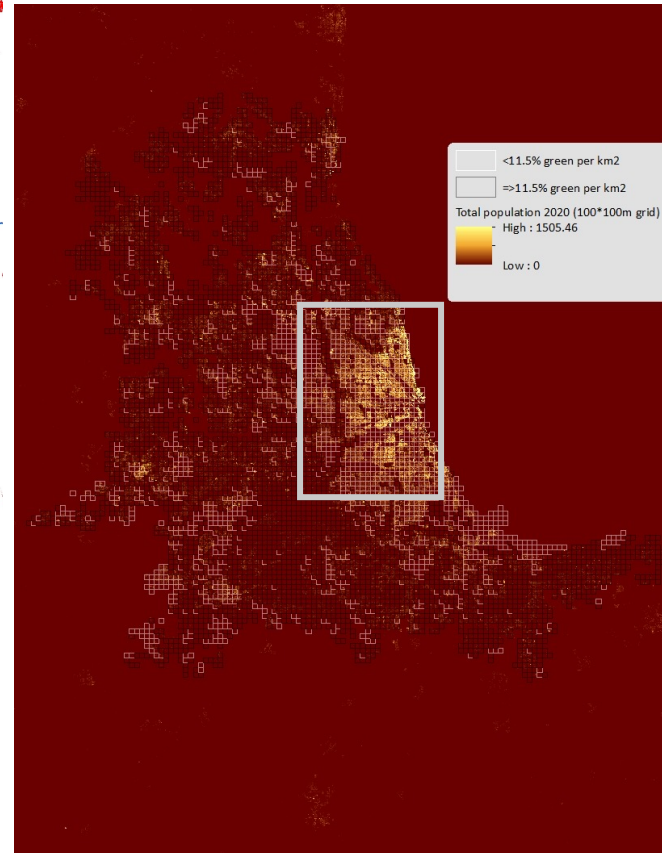 <11.5% green per km2
=>11.5% green per km2
Total population 2020 (100*100m grid)
High : 1505.46
Low : 0